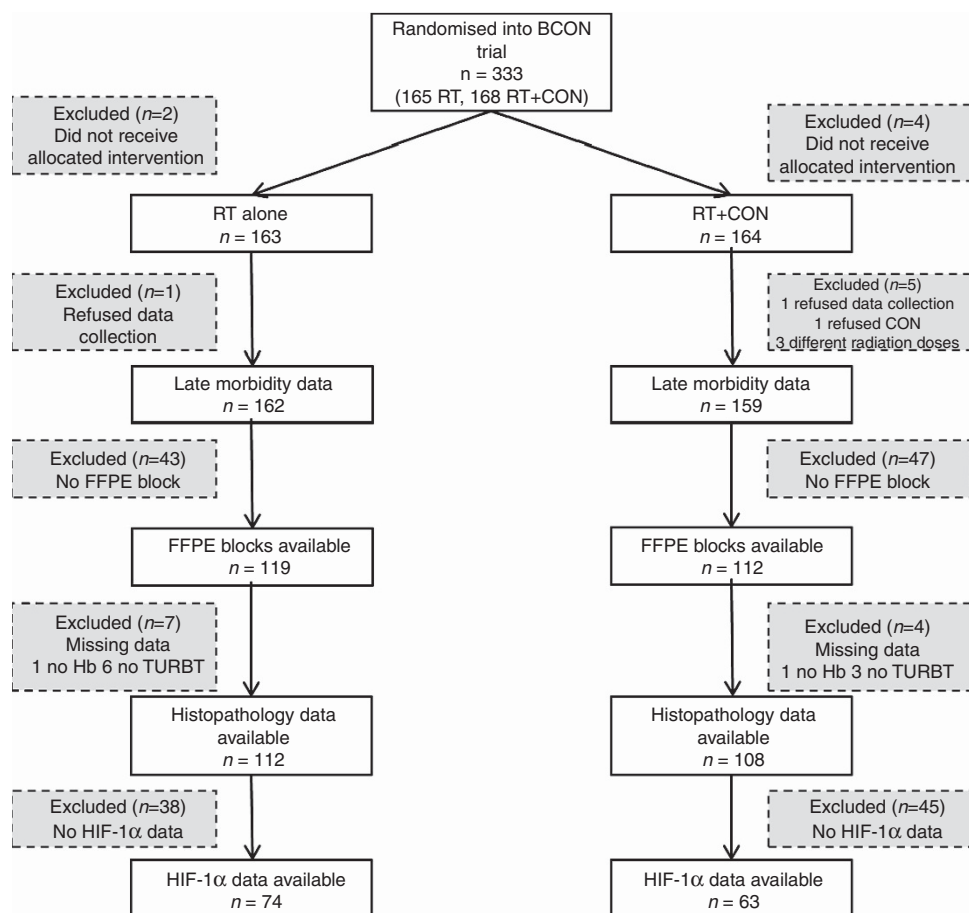 Randomised into BCON
trial
n = 333
(165 RT, 168 RT+CON)
Excluded (n=2)
Did not receive
allocated intervention
Excluded (n=4)
Did not receive
allocated intervention
RT alone
n = 163
RT+CON
n = 164
Excluded (n=1)
Refused data
collection
Excluded (n=5)
1 refused data collection
1 refused CON
3 different radiation doses
Late morbidity data
n = 162
Late morbidity data
n = 159
Excluded (n=43)
No FFPE block
Excluded (n=47)
No FFPE block
FFPE blocks available
n = 119
FFPE blocks available
n = 112
Excluded (n=7)
Missing data
1 no Hb 6 no TURBT
Excluded (n=4)
Missing data
1 no Hb 3 no TURBT
Histopathology data
available
n = 112
Histopathology data
available
n = 108
Excluded (n=38)
No HIF-1α data
Excluded (n=45)
No HIF-1α data
HIF-1α data available
n = 74
HIF-1α data available
n = 63